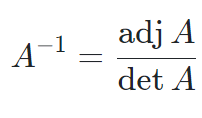 A⁻¹ = adj A / det A